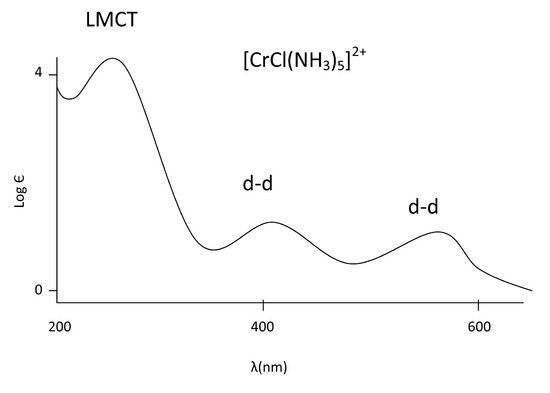 LMCT
[CrCl(NH₃)₅]²⁺
4
d-d
d-d
Log Є
0
200
400
600
λ(nm)